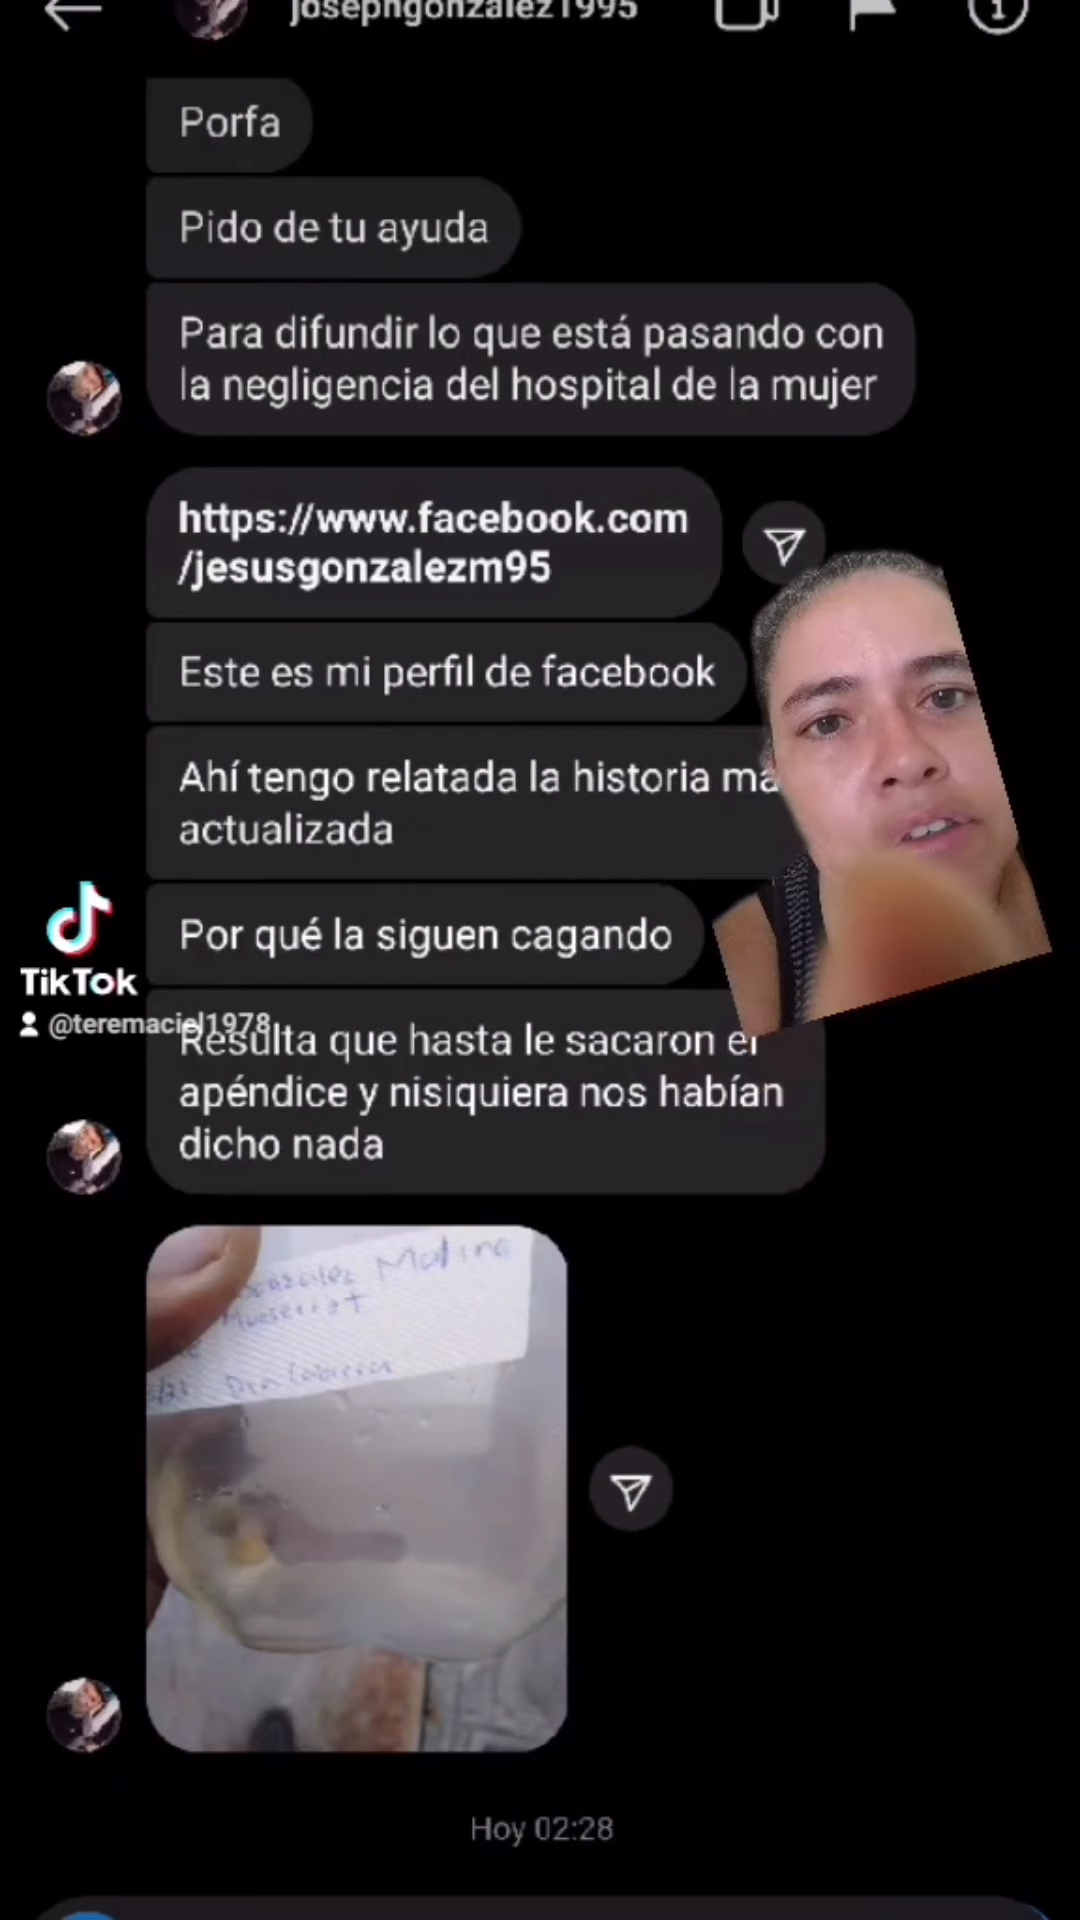 josephgonzalez1995
Porfa
Pido de tu ayuda
Para difundir lo que está pasando con
la negligencia del hospital de la mujer
https://www.facebook.com
/jesusgonzalezm95
Este es mi perfil de facebook
Ahí tengo relatada la historia ma
actualizada
Por qué la siguen cagando
TikTok
@teremaciel1978
Resulta que hasta le sacaron el
apéndice y nisiquiera nos habían
dicho nada
Molina
Hoy 02:28